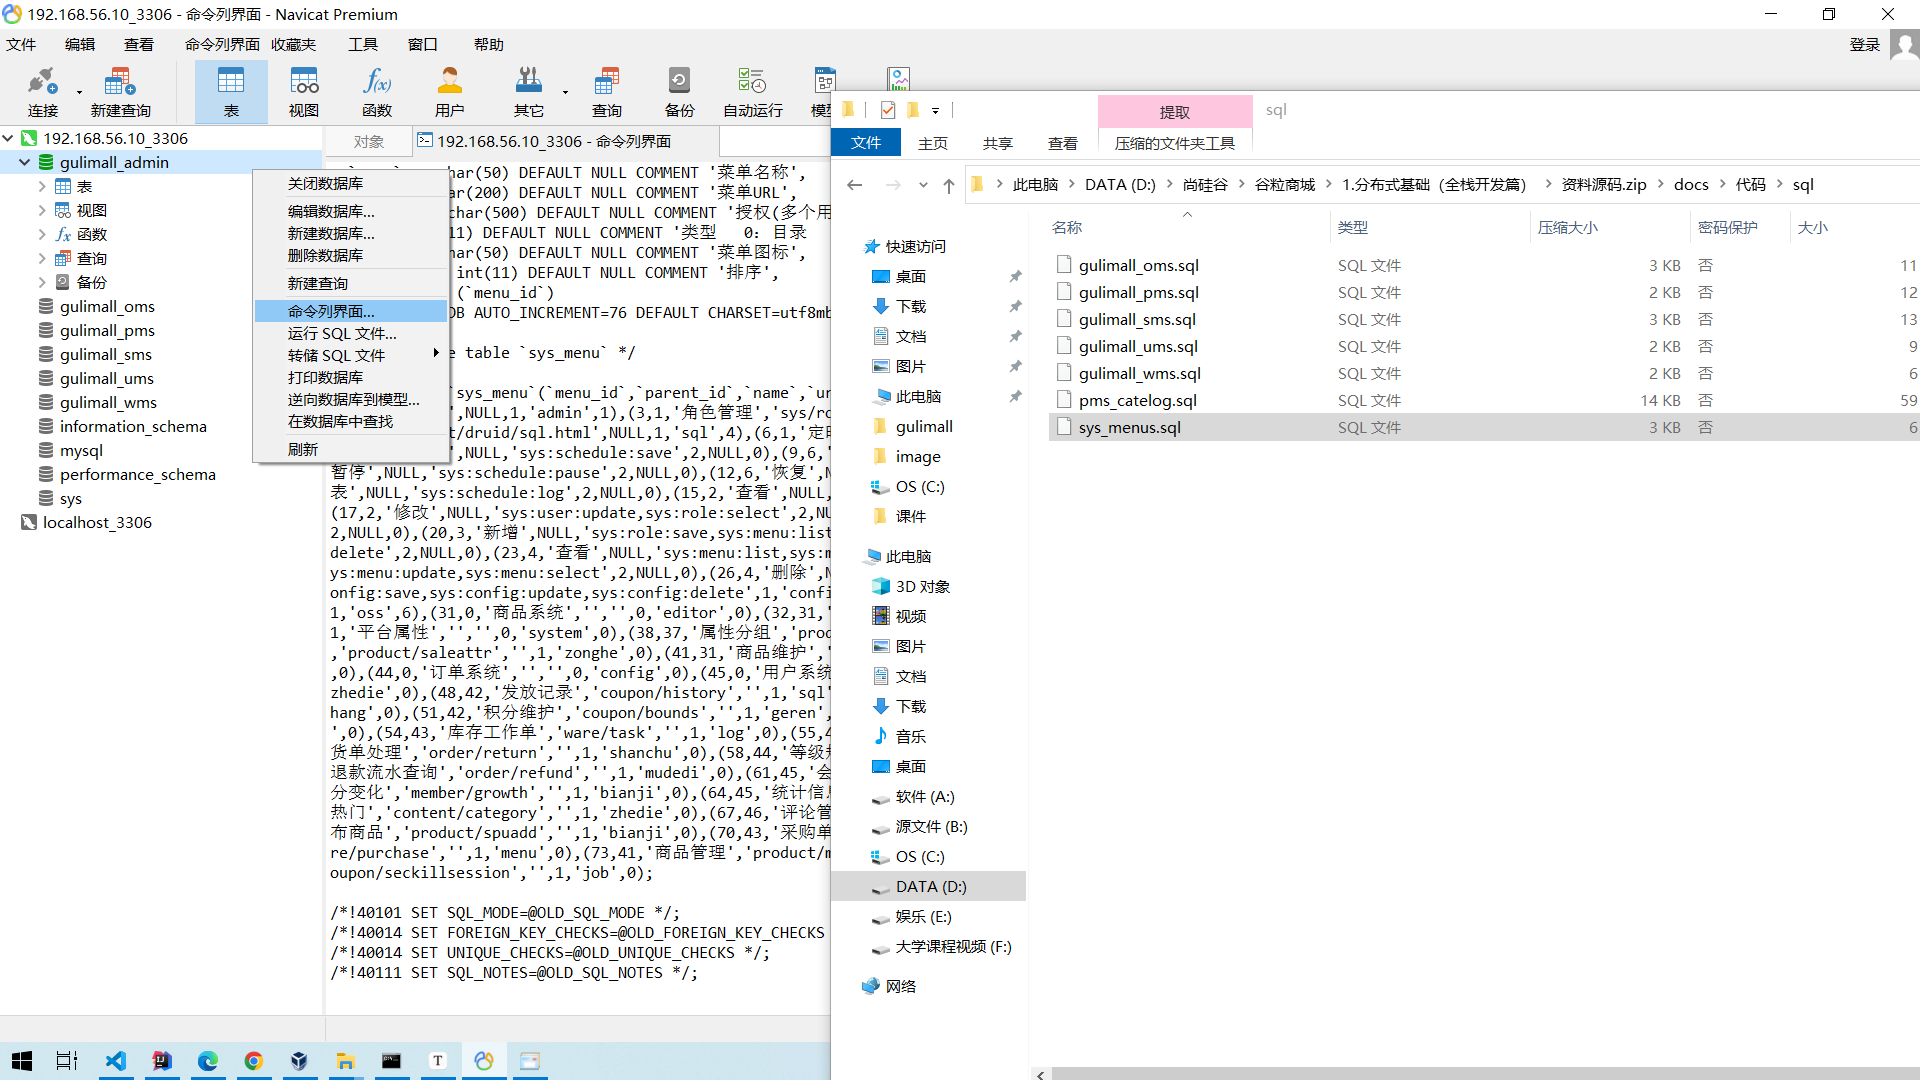 192.168.56.10_3306 - 命令列界面 - Navicat Premium
文件 编辑 查看 命令列界面 收藏夹 工具 窗口 帮助 登录
连接 新建查询 表 视图 函数 用户 其它 查询 备份 自动运行
192.168.56.10_3306
gulimall_admin
表
视图
函数
查询
备份
gulimall_oms
gulimall_pms
gulimall_sms
gulimall_ums
gulimall_wms
information_schema
mysql
performance_schema
sys
localhost_3306
关闭数据库
编辑数据库...
新建数据库...
删除数据库
新建查询
命令列界面...
运行 SQL 文件...
转储 SQL 文件
打印数据库
逆向数据库到模型...
在数据库中查找
刷新
对象 192.168.56.10_3306 - 命令列界面
har(50) DEFAULT NULL COMMENT '菜单名称',
har(200) DEFAULT NULL COMMENT '菜单URL',
char(500) DEFAULT NULL COMMENT '授权(多个用
11) DEFAULT NULL COMMENT '类型 0：目录
har(50) DEFAULT NULL COMMENT '菜单图标',
int(11) DEFAULT NULL COMMENT '排序',
(`menu_id`)
DB AUTO_INCREMENT=76 DEFAULT CHARSET=utf8mb
e table `sys_menu` */
sys_menu`(`menu_id`,`parent_id`,`name`,`ur
',NULL,1,'admin',1),(3,1,'角色管理','sys/ro
t/druid/sql.html',NULL,1,'sql',4),(6,1,'定时
',NULL,'sys:schedule:save',2,NULL,0),(9,6,'
暂停',NULL,'sys:schedule:pause',2,NULL,0),(12,6,'恢复',N
表',NULL,'sys:schedule:log',2,NULL,0),(15,2,'查看',NULL,
(17,2,'修改',NULL,'sys:user:update,sys:role:select',2,NU
2,NULL,0),(20,3,'新增',NULL,'sys:role:save,sys:menu:list
delete',2,NULL,0),(23,4,'查看',NULL,'sys:menu:list,sys:m
ys:menu:update,sys:menu:select',2,NULL,0),(26,4,'删除',N
onfig:save,sys:config:update,sys:config:delete',1,'confi
1,'oss',6),(31,0,'商品系统','','',0,'editor',0),(32,31,'
1,'平台属性','','',0,'system',0),(38,37,'属性分组','prod
,'product/saleattr','',1,'zonghe',0),(41,31,'商品维护','
,0),(44,0,'订单系统','','',0,'config',0),(45,0,'用户系统
zhedie',0),(48,42,'发放记录','coupon/history','',1,'sql'
hang',0),(51,42,'积分维护','coupon/bounds','',1,'geren',
',0),(54,43,'库存工作单','ware/task','',1,'log',0),(55,4
货单处理','order/return','',1,'shanchu',0),(58,44,'等级规
退款流水查询','order/refund','',1,'mudedi',0),(61,45,'会
分变化','member/growth','',1,'bianji',0),(64,45,'统计信息
热门','content/category','',1,'zhedie',0),(67,46,'评论管
布商品','product/spuadd','',1,'bianji',0),(70,43,'采购单
re/purchase','',1,'menu',0),(73,41,'商品管理','product/m
oupon/seckillsession','',1,'job',0);
/*!40101 SET SQL_MODE=@OLD_SQL_MODE */;
/*!40014 SET FOREIGN_KEY_CHECKS=@OLD_FOREIGN_KEY_CHECKS
/*!40014 SET UNIQUE_CHECKS=@OLD_UNIQUE_CHECKS */;
/*!40111 SET SQL_NOTES=@OLD_SQL_NOTES */;
提取 sql
文件 主页 共享 查看 压缩的文件夹工具
此电脑 DATA (D:) 尚硅谷 谷粒商城 1.分布式基础（全栈开发篇） 资料源码.zip docs 代码 sql
快速访问
桌面
下载
文档
图片
此电脑
gulimall
image
OS (C:)
课件
此电脑
3D 对象
视频
图片
文档
下载
音乐
桌面
软件 (A:)
源文件 (B:)
OS (C:)
DATA (D:)
娱乐 (E:)
大学课程视频 (F:)
网络
名称 类型 压缩大小 密码保护 大小
gulimall_oms.sql SQL 文件 3 KB 否 11
gulimall_pms.sql SQL 文件 2 KB 否 12
gulimall_sms.sql SQL 文件 3 KB 否 13
gulimall_ums.sql SQL 文件 2 KB 否 9
gulimall_wms.sql SQL 文件 2 KB 否 6
pms_catelog.sql SQL 文件 14 KB 否 59
sys_menus.sql SQL 文件 3 KB 否 6